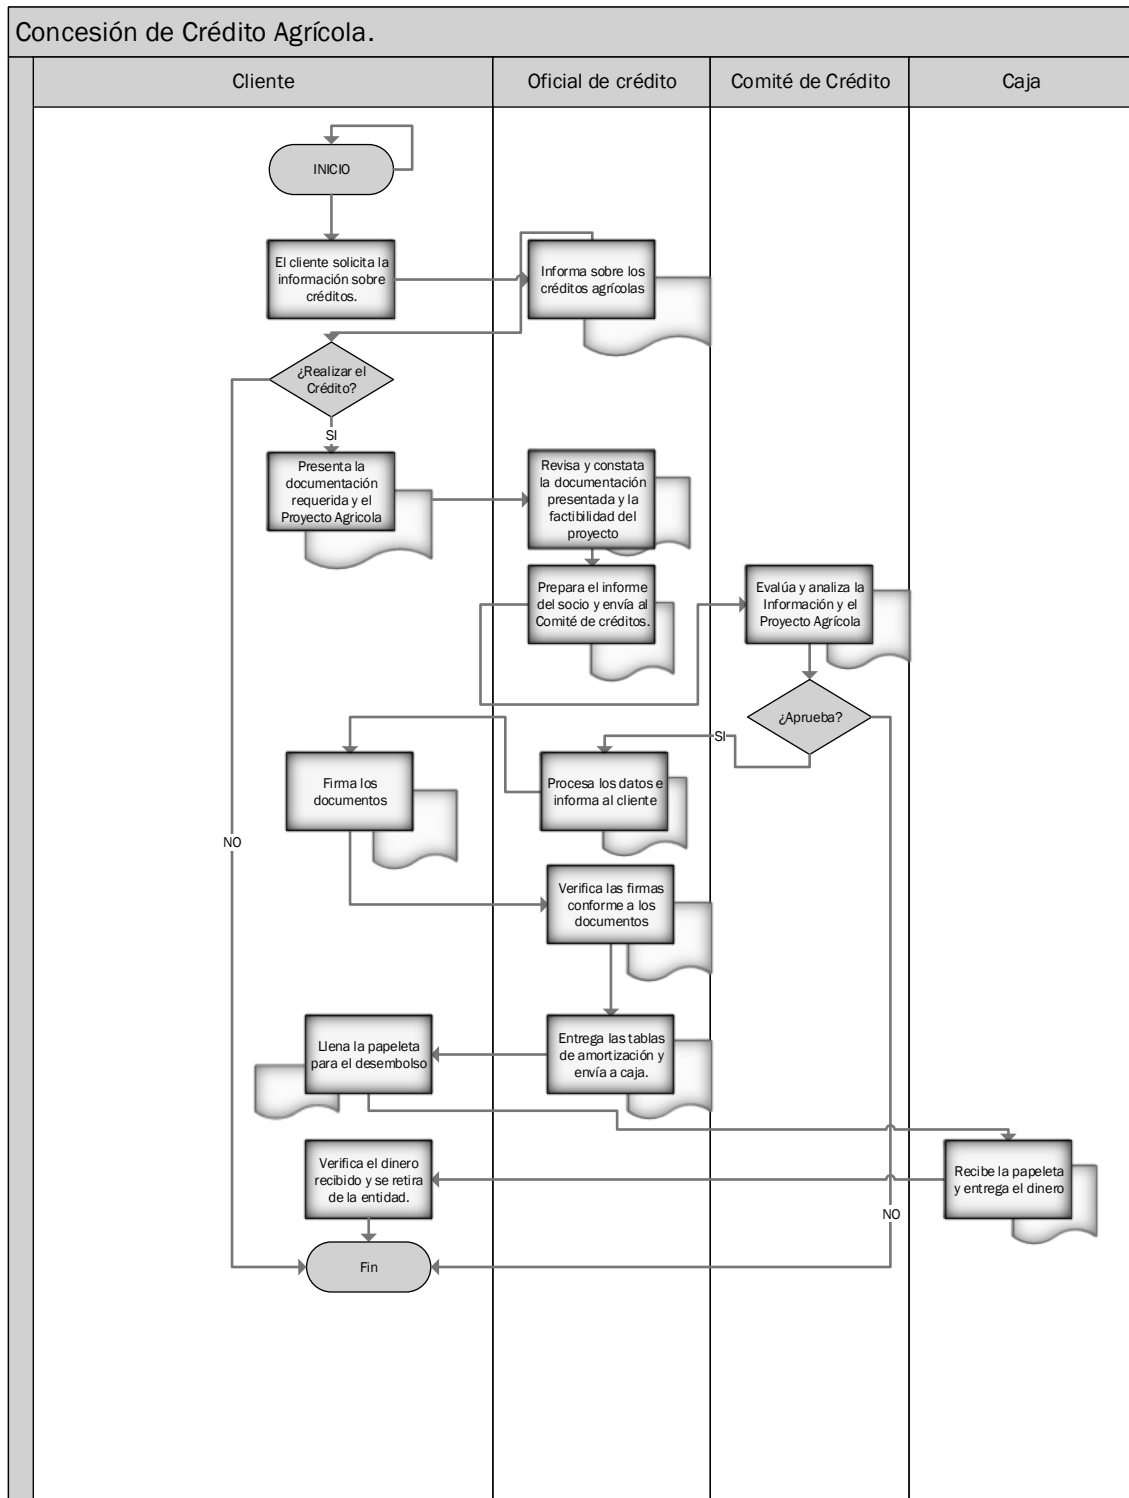 Concesión de Crédito Agrícola.
Cliente
Oficial de crédito
Comité de Crédito
Caja
INICIO
El cliente solicita la
información sobre
créditos.
Informa sobre los
créditos agrícolas
¿Realizar el
Crédito?
SI
Presenta la
documentación
requerida y el
Proyecto Agricola
Revisa y constata
la documentación
presentada y la
factibilidad del
proyecto
Prepara el informe
del socio y envía al
Comité de créditos.
Evalúa y analiza la
Información y el
Proyecto Agrícola
¿Aprueba?
SI
Procesa los datos e
informa al cliente
Firma los
documentos
NO
Verifica las firmas
conforme a los
documentos
Entrega las tablas
de amortización y
envía a caja.
Llena la papeleta
para el desembolso
Recibe la papeleta
y entrega el dinero
Verifica el dinero
recibido y se retira
de la entidad.
NO
Fin